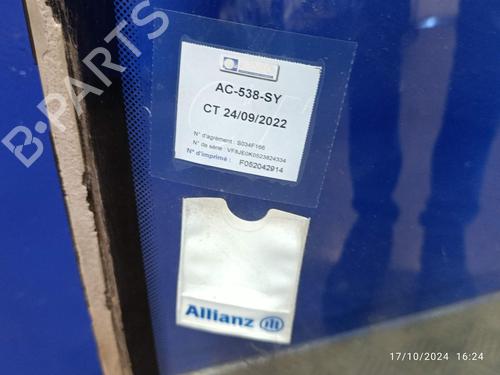 AC-538-SY
CT 24/09/2022
N° d'agrément : S034F166
N° de série : VF8JE0K0523824334
N° d'imprimé : F052042914
Allianz
B-PARTS
17/10/2024 16:24